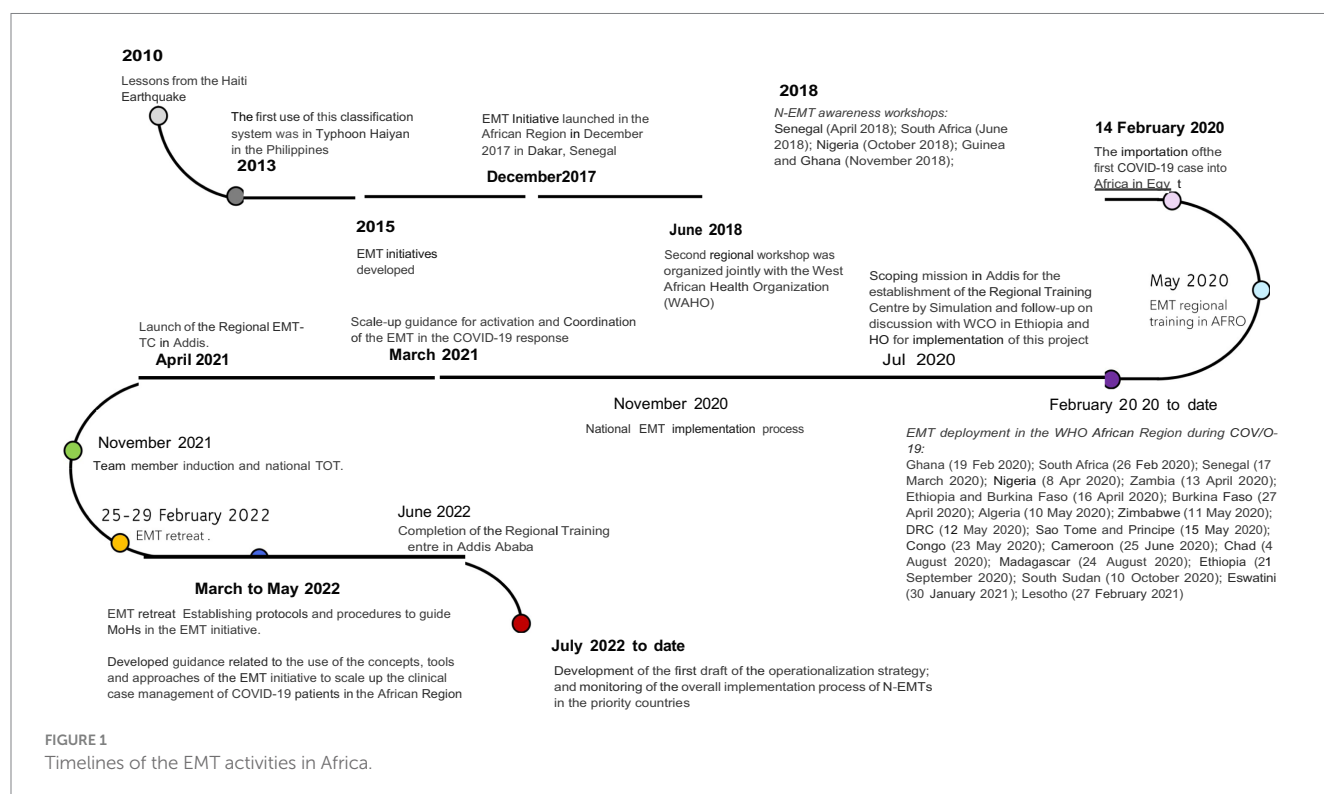 2010
Lessons from the Haiti
Earthquake
The first use of this classification
system was in Typhoon Haiyan
in the Philippines
2013
2015
EMT initiatives
developed
EMT Initiative launched in the
African Region in December
2017 in Dakar, Senegal
December2017
June 2018
Second regional workshop was
organized jointly with the West
African Health Organization
(WAHO)
2018
N-EMT awareness workshops:
Senegal (April 2018); South Africa (June
2018); Nigeria (October 2018); Guinea
and Ghana (November 2018);
14 February 2020
The importation ofthe
first COVID-19 case into
Africa in Egv t
May 2020
EMT regional
training in AFRO
February 20 20 to date
EMT deployment in the WHO African Region during COV/O-
19:
Ghana (19 Feb 2020); South Africa (26 Feb 2020); Senegal (17
March 2020); Nigeria (8 Apr 2020); Zambia (13 April 2020);
Ethiopia and Burkina Faso (16 April 2020); Burkina Faso (27
April 2020); Algeria (10 May 2020); Zimbabwe (11 May 2020);
DRC (12 May 2020); Sao Tome and Principe (15 May 2020);
Congo (23 May 2020); Cameroon (25 June 2020); Chad (4
August 2020); Madagascar (24 August 2020); Ethiopia (21
September 2020); South Sudan (10 October 2020); Eswatini
(30 January 2021); Lesotho (27 February 2021)
Scoping mission in Addis for the
establishment of the Regional Training
Centre by Simulation and follow-up on
discussion with WCO in Ethiopia and
HO for implementation of this project
Jul 2020
November 2020
National EMT implementation process
Scale-up guidance for activation and Coordination
of the EMT in the COVID-19 response
March 2021
Launch of the Regional EMT-
TC in Addis.
April 2021
November 2021
Team member induction and national TOT.
25-29 February 2022
EMT retreat .
March to May 2022
EMT retreat Establishing protocols and procedures to guide
MoHs in the EMT initiative.
Developed guidance related to the use of the concepts, tools
and approaches of the EMT initiative to scale up the clinical
case management of COVID-19 patients in the African Region
June 2022
Completion of the Regional Training
entre in Addis Ababa
July 2022 to date
Development of the first draft of the operationalization strategy;
and monitoring of the overall implementation process of N-EMTs
in the priority countries
FIGURE 1
Timelines of the EMT activities in Africa.